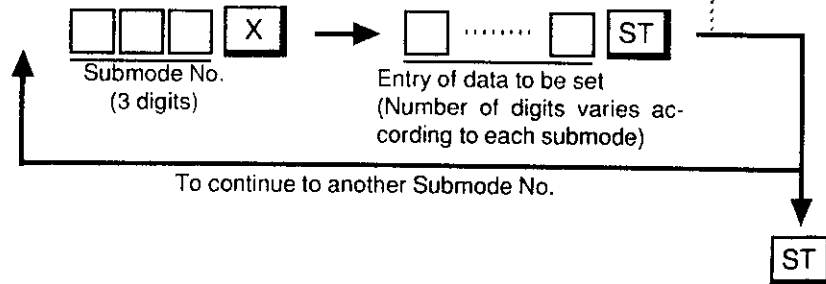 X
ST
Submode No.
(3 digits)
Entry of data to be set
(Number of digits varies ac-
cording to each submode)
To continue to another Submode No.
ST